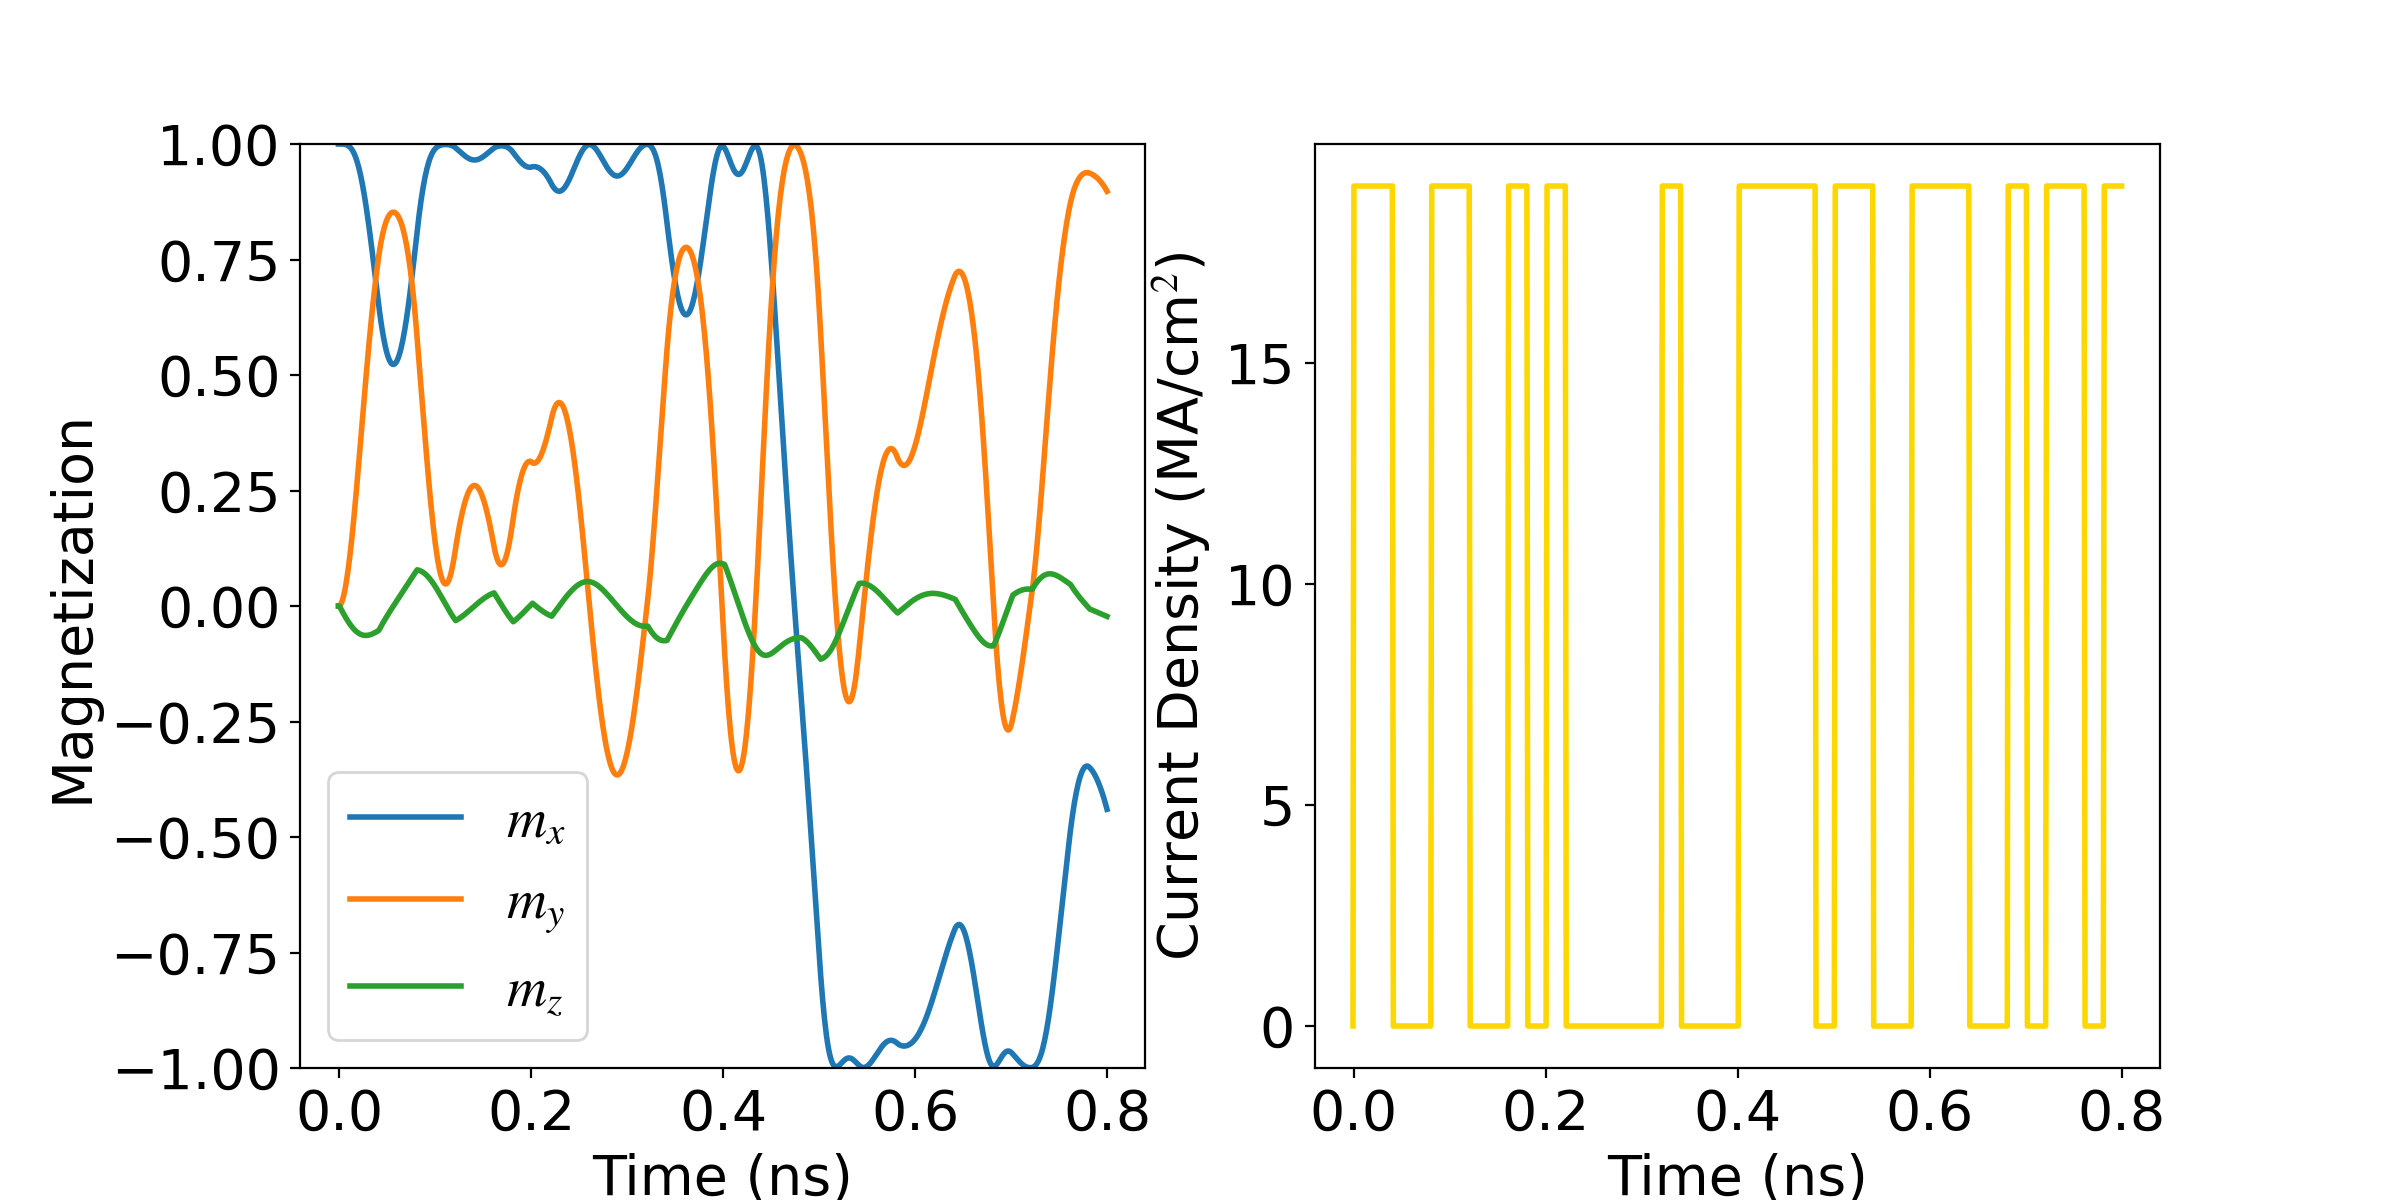 1.00
0.75
0.50
0.25
0.00
−0.25
−0.50
−0.75
−1.00
Magnetization
m_x
m_y
m_z
0.0 0.2 0.4 0.6 0.8
Time (ns)
Current Density (MA/cm²)
15
10
5
0
0.0 0.2 0.4 0.6 0.8
Time (ns)